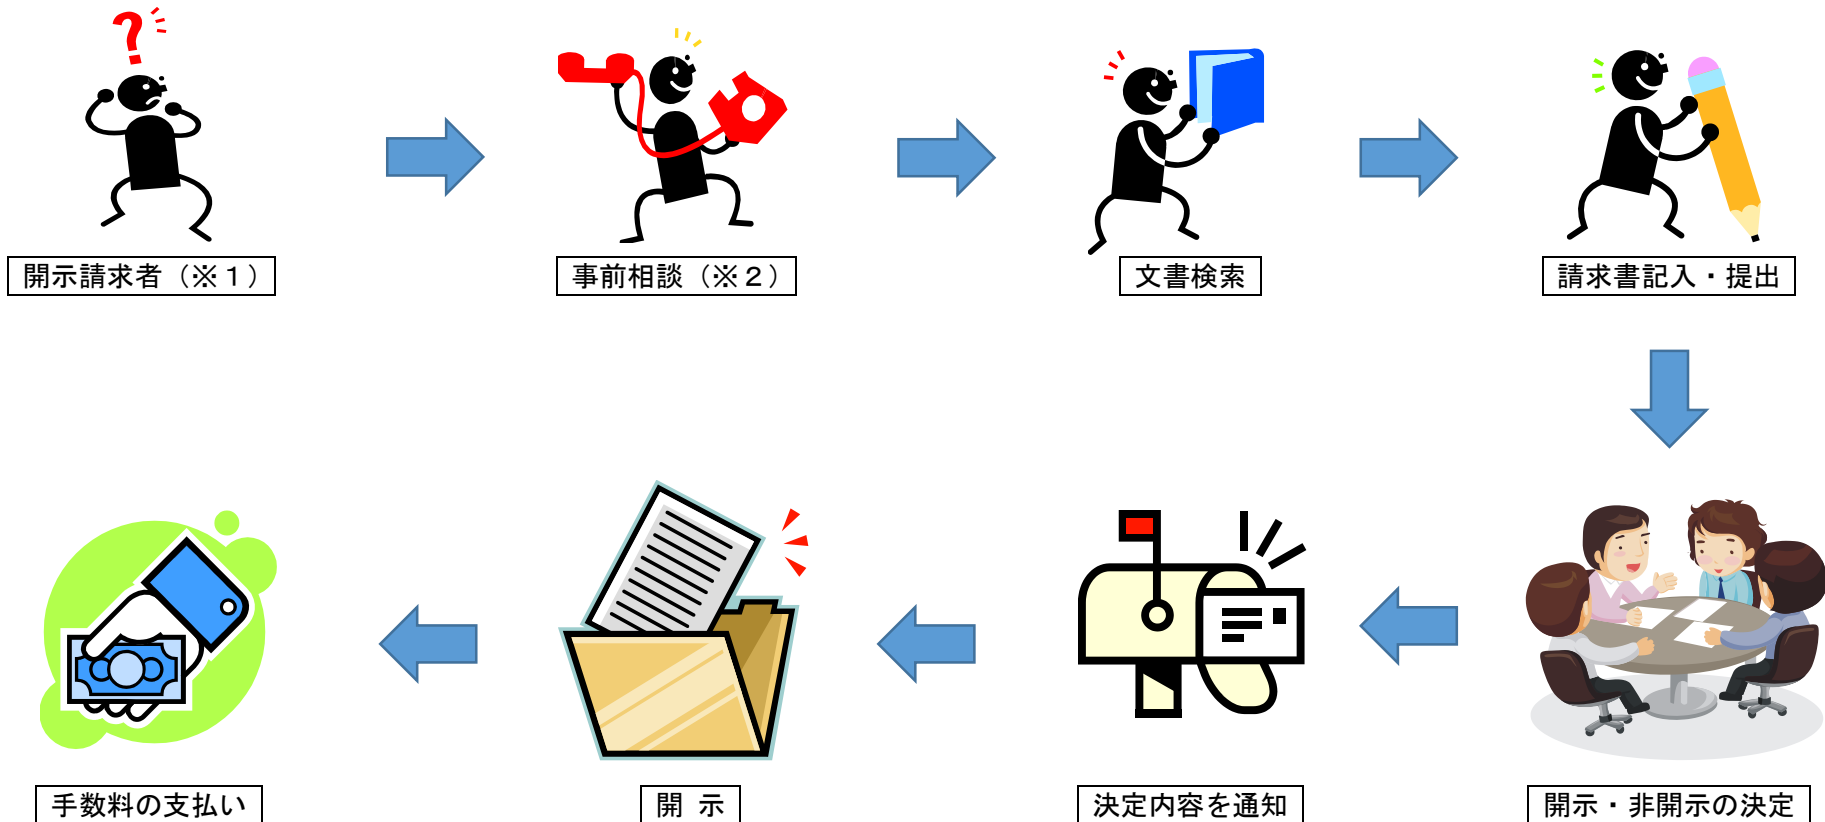 開示請求者（※１）
事前相談（※２）
文書検索
請求書記入・提出
開示・非開示の決定
決定内容を通知
開 示
手数料の支払い